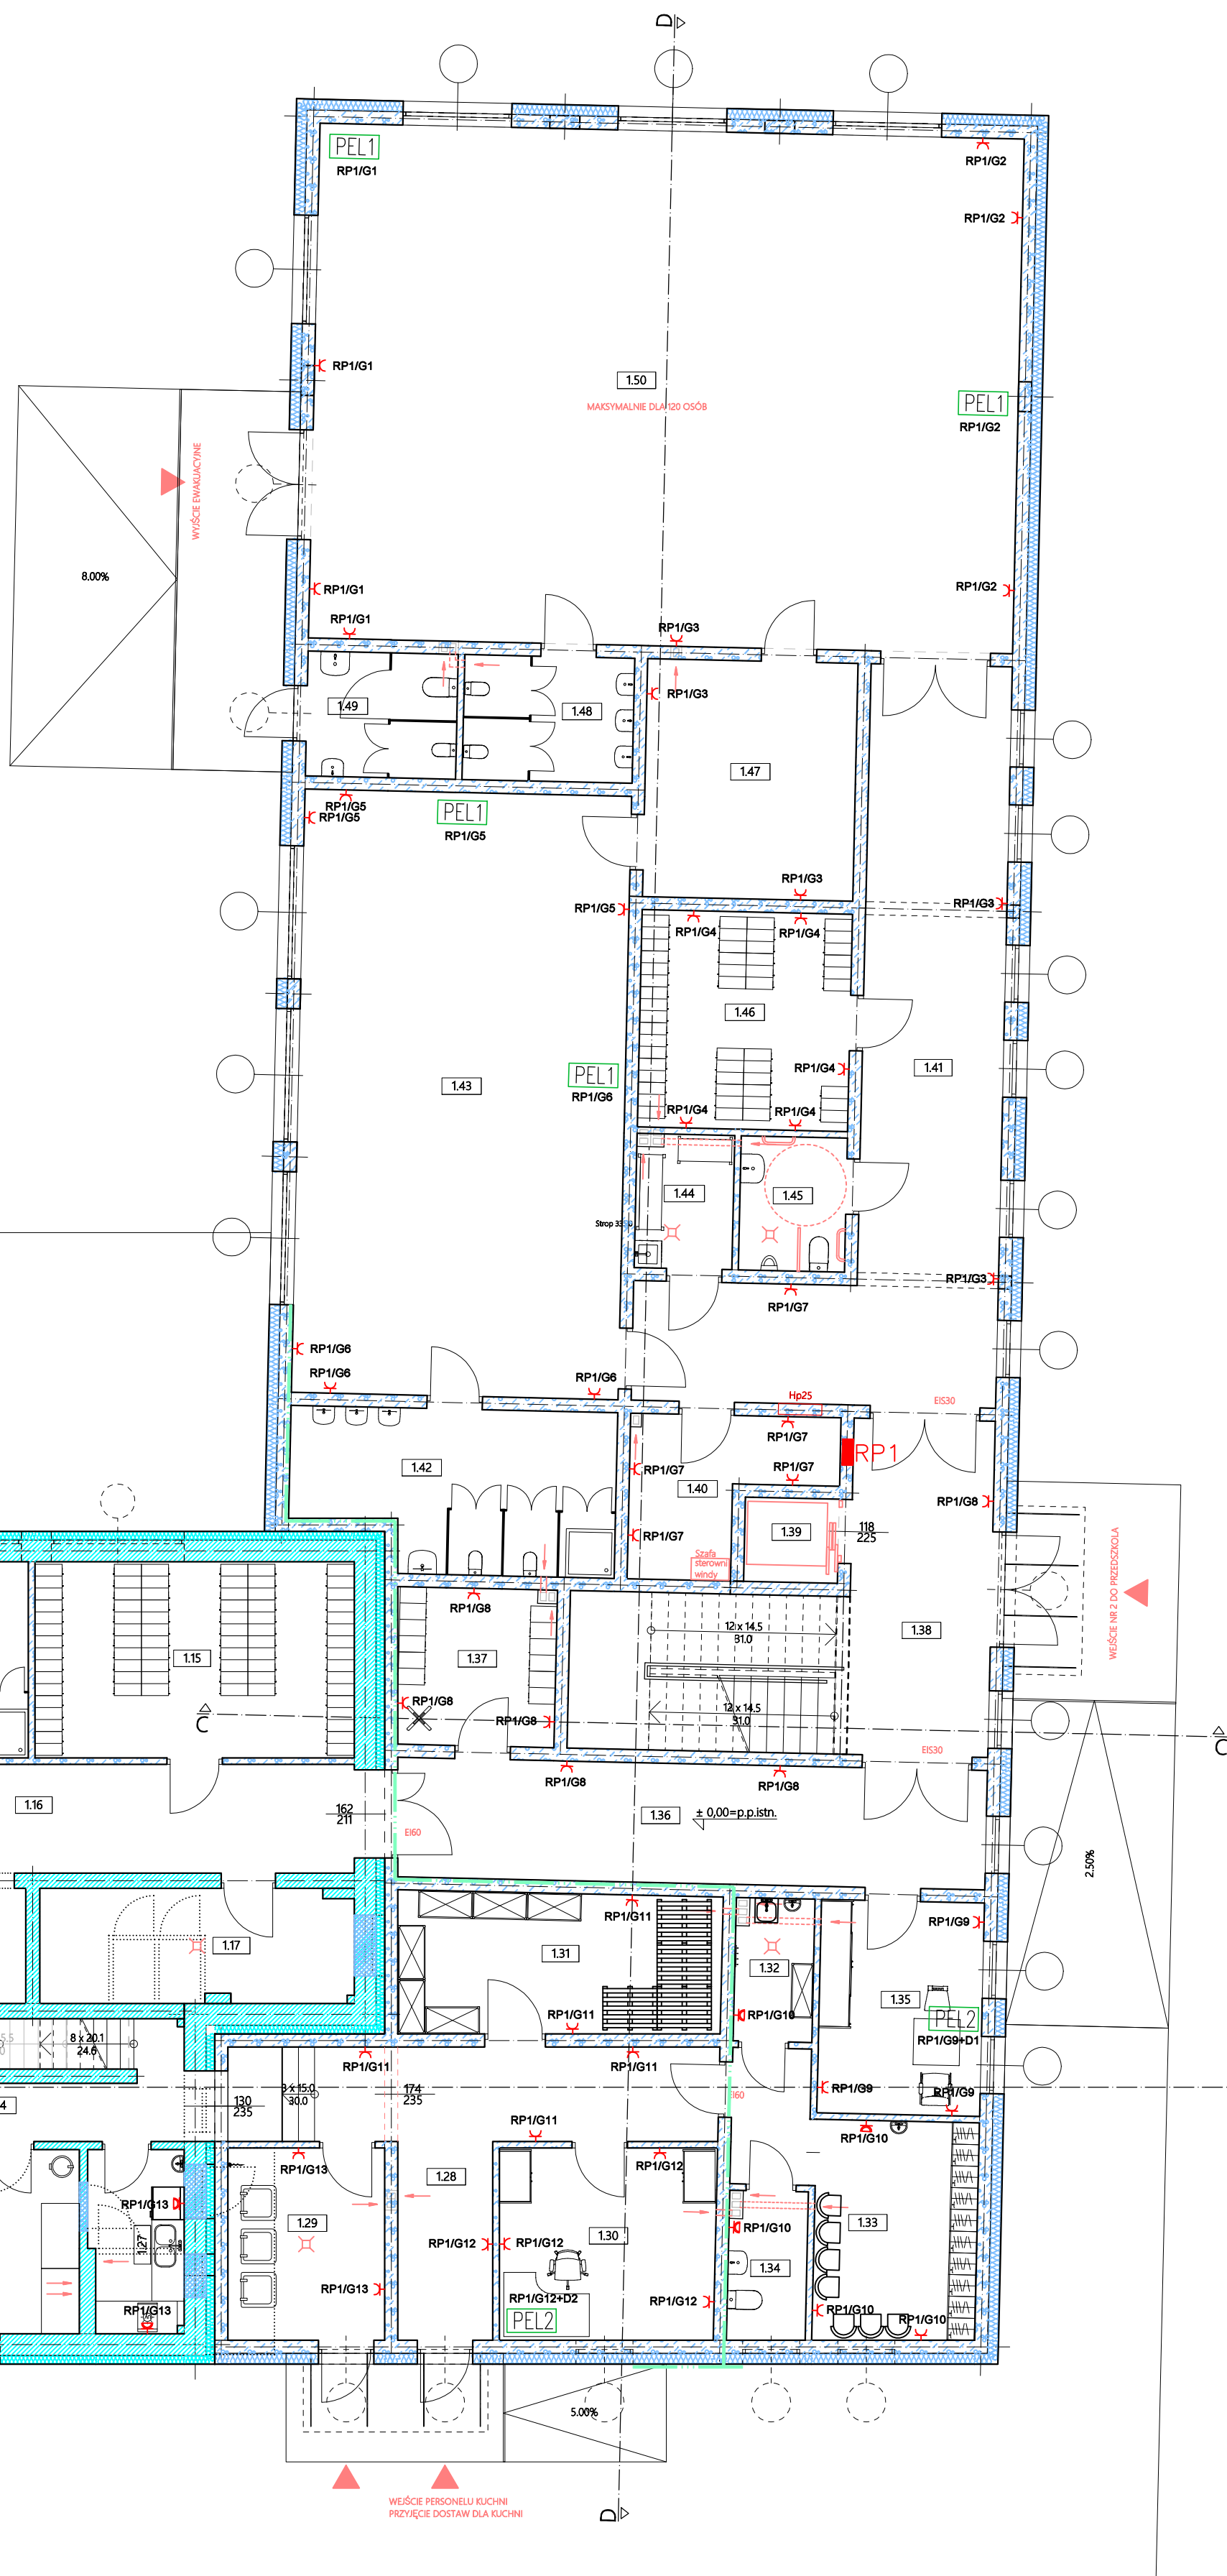 D
PEL1
RP1/G1
RP1/G2
RP1/G2
RP1/G1
1.50
MAKSYMALNIE DLA 120 OSÓB
PEL1
RP1/G2
WYJŚCIE EWAKUACYJNE
8.00%
RP1/G1
RP1/G2
RP1/G1
RP1/G3
RP1/G3
1.49
1.48
1.47
RP1/G5
RP1/G5
PEL1
RP1/G5
RP1/G3
RP1/G5
RP1/G3
RP1/G4
RP1/G4
1.46
PEL1
RP1/G6
1.43
RP1/G4
1.41
RP1/G4
RP1/G4
1.44
1.45
RP1/G3
RP1/G7
RP1/G6
RP1/G6
RP1/G6
Hp25
EIS30
RP1/G7
RP1
1.42
RP1/G7
RP1/G7
1.40
RP1/G8
RP1/G7
1.39
118
225
Szafa
sterowni
windy
WEJŚCIE NR 2 DO PRZEDSZKOLA
RP1/G8
12 x 14.5
31.0
1.38
1.15
1.37
C
RP1/G8
RP1/G8
12 x 14.5
31.0
C
EIS30
RP1/G8
RP1/G8
1.16
162
211
EI60
1.36
± 0,00=p.p.istn.
2.50%
RP1/G11
RP1/G9
1.17
1.31
1.32
1.35
PEL2
RP1/G9+D1
RP1/G11
RP1/G10
8 x 20.1
24.6
RP1/G11
RP1/G11
3 x 15.0
30.0
174
235
130
235
RP1/G9
RP1/G9
4
RP1/G11
RP1/G10
RP1/G13
RP1/G12
1.28
RP1/G13
1.29
RP1/G12
RP1/G12
1.30
RP1/G10
1.33
1.27
1.34
RP1/G13
RP1/G12+D2
PEL2
RP1/G12
RP1/G13
RP1/G10
RP1/G10
5.00%
WEJŚCIE PERSONELU KUCHNI
PRZYJĘCIE DOSTAW DLA KUCHNI
D